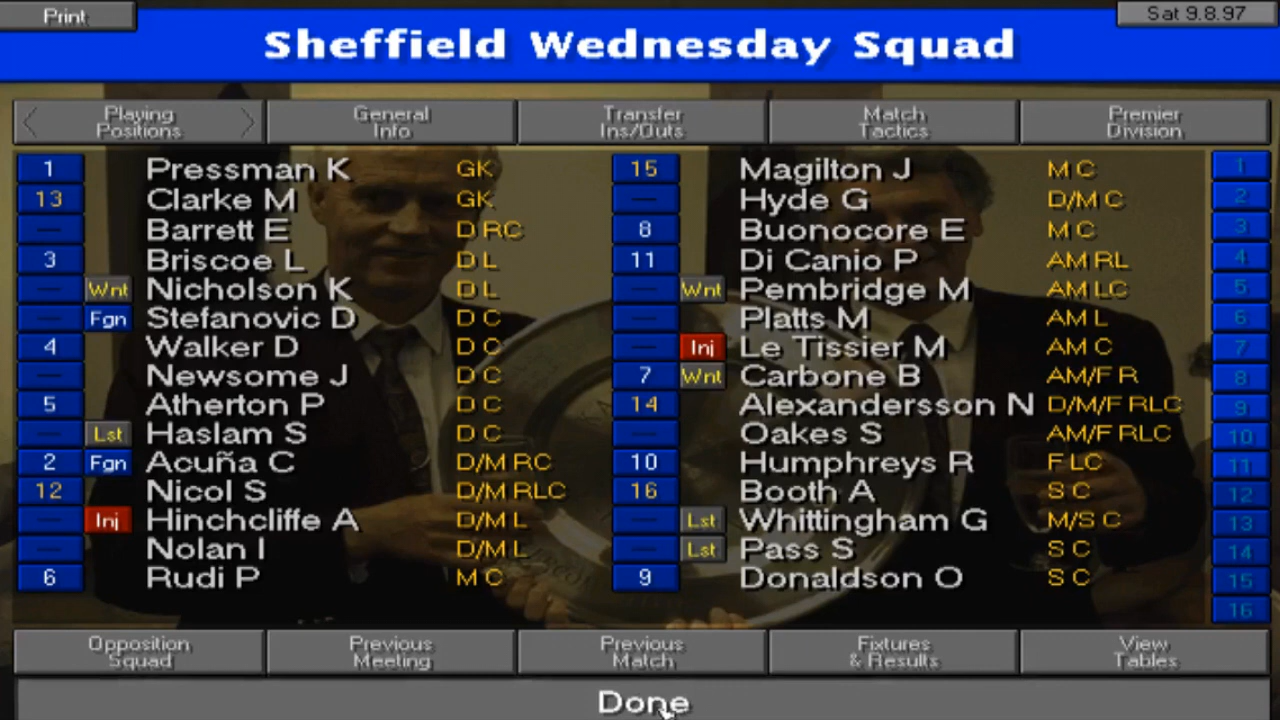 Print
Sat 9.8.97
Sheffield Wednesday Squad
Playing Positions
General Info
Transfer Ins/Outs
Match Tactics
Premier Division
1 Pressman K GK
13 Clarke M GK
— Barrett E D RC
3 Briscoe L D L
— Wnt Nicholson K D L
— Fgn Stefanovic D D C
4 Walker D D C
— Newsome J D C
5 Atherton P D C
— Lst Haslam S D C
2 Fgn Acuña C D/M RC
12 Nicol S D/M RLC
— Inj Hinchcliffe A D/M L
— Nolan I D/M L
6 Rudi P M C
15 Magilton J M C
— Hyde G D/M C
8 Buonocore E M C
11 Di Canio P AM RL
— Wnt Pembridge M AM LC
— Platts M AM L
— Inj Le Tissier M AM C
7 Wnt Carbone B AM/F R
14 Alexandersson N D/M/F RLC
— Oakes S AM/F RLC
10 Humphreys R F LC
16 Booth A S C
— Lst Whittingham G M/S C
— Lst Pass S S C
9 Donaldson O S C
1
2
3
4
5
6
7
8
9
10
11
12
13
14
15
16
Opposition Squad
Previous Meeting
Previous Match
Fixtures & Results
View Tables
Done